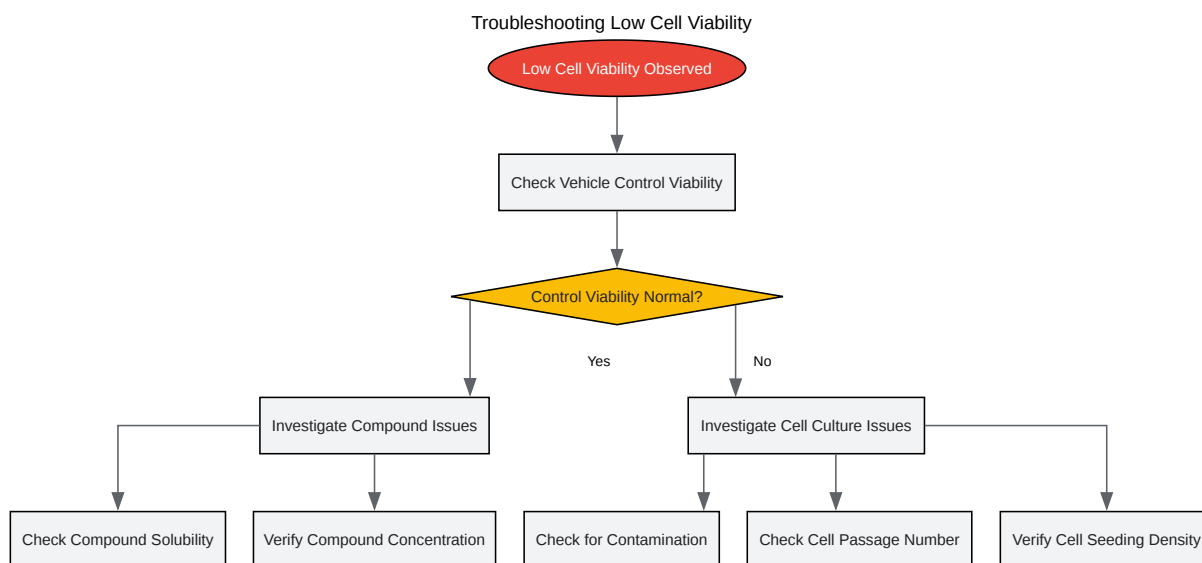 Troubleshooting Low Cell Viability
Low Cell Viability Observed
Check Vehicle Control Viability
Control Viability Normal?
Yes
No
Investigate Compound Issues
Investigate Cell Culture Issues
Check Compound Solubility
Verify Compound Concentration
Check for Contamination
Check Cell Passage Number
Verify Cell Seeding Density